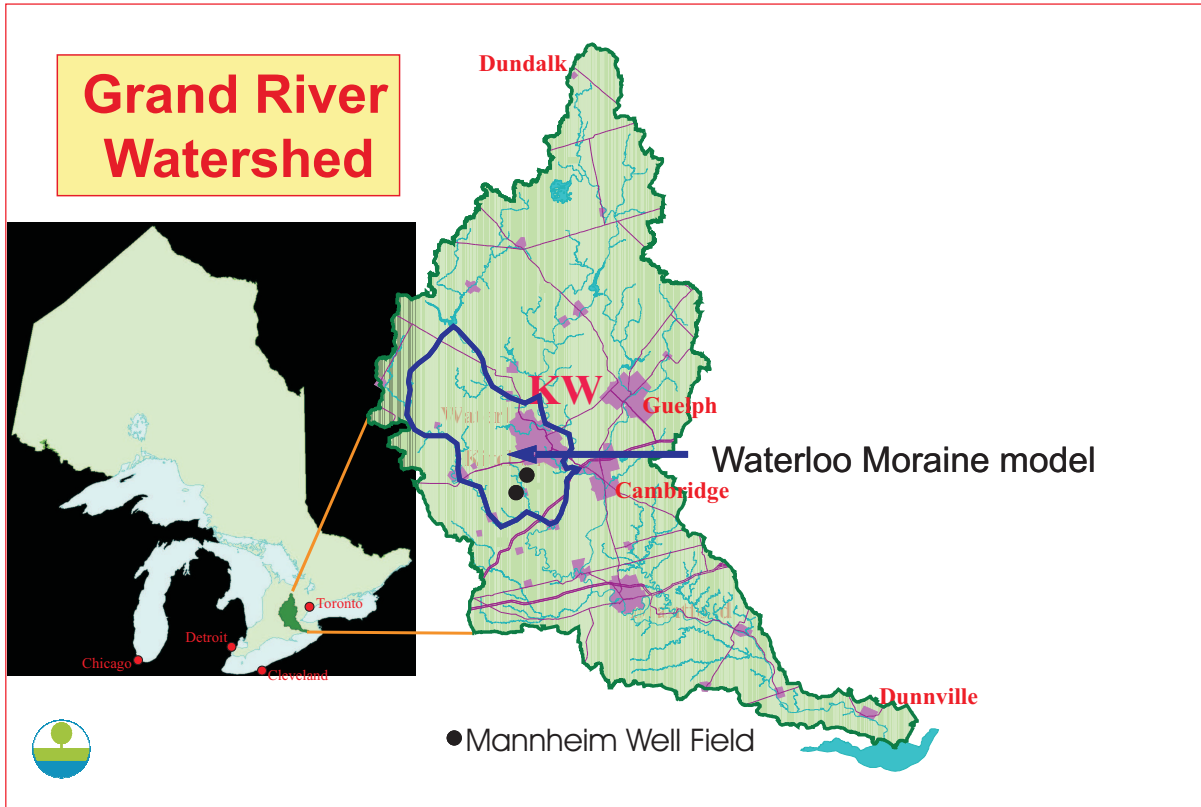 Grand River
Watershed
Dundalk
KW
Guelph
Waterloo Moraine model
Cambridge
Toronto
Detroit
Chicago
Cleveland
Dunnville
Mannheim Well Field